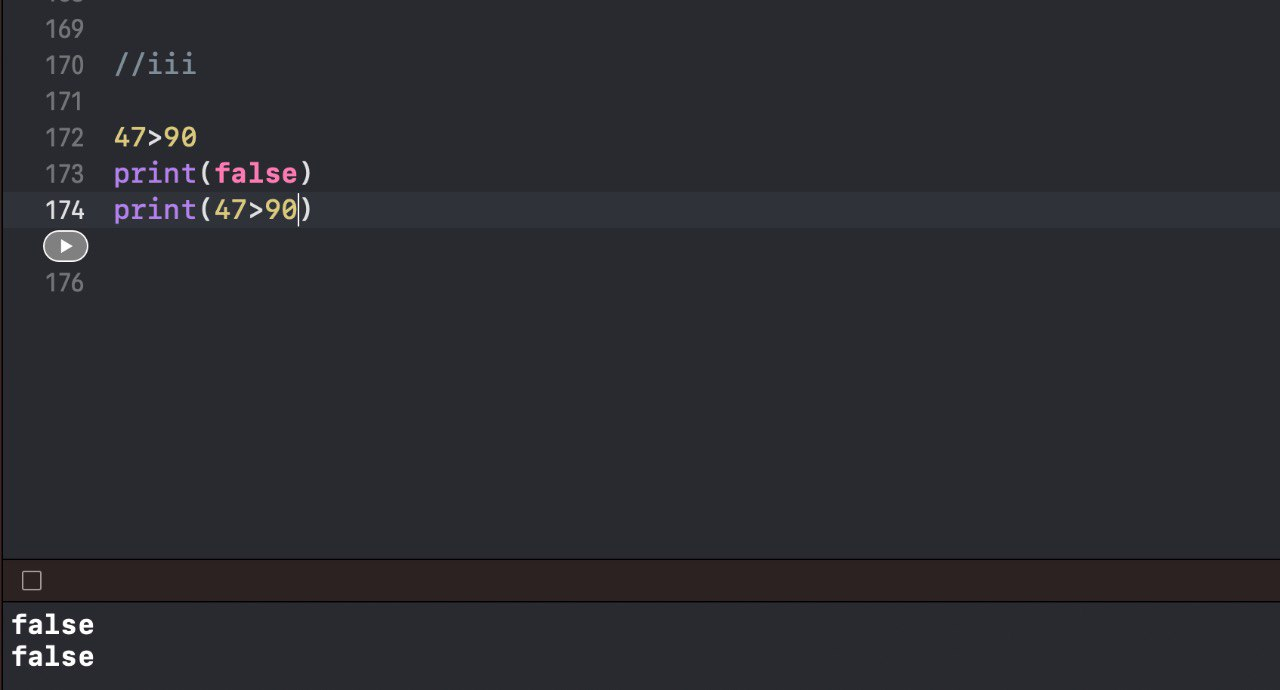 169
170 //iii
171
172 47>90
173 print(false)
174 print(47>90)
176
false
false